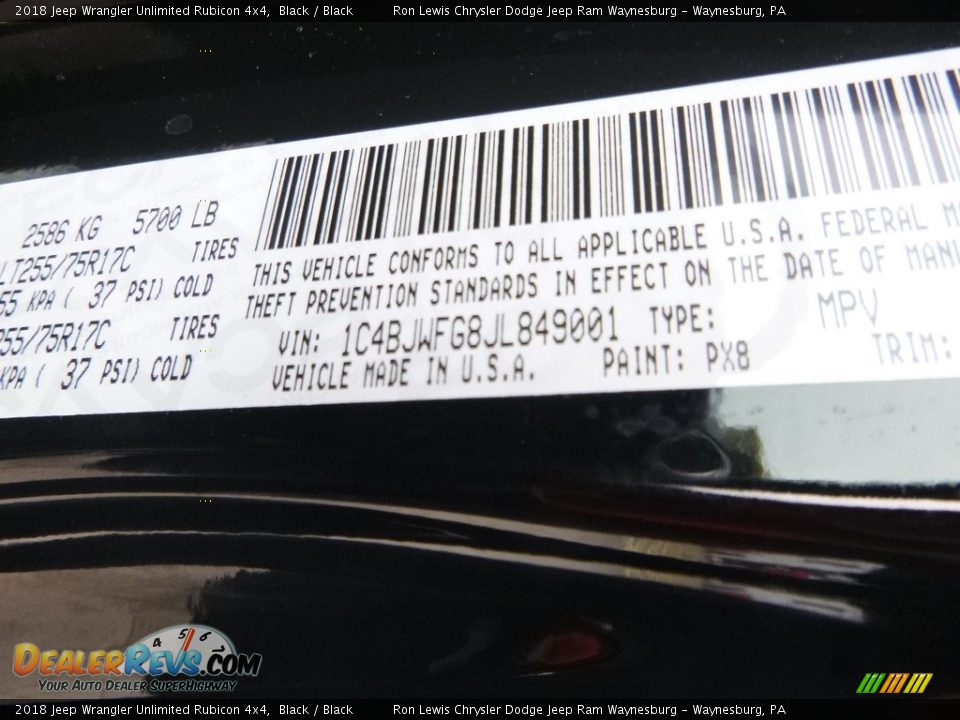 2018 Jeep Wrangler Unlimited Rubicon 4x4, Black / Black Ron Lewis Chrysler Dodge Jeep Ram Waynesburg - Waynesburg, PA
2586 KG 5700 LB
LT255/75R17C TIRES
KPA ( 37 PSI) COLD
255/75R17C TIRES
KPA ( 37 PSI) COLD
THIS VEHICLE CONFORMS TO ALL APPLICABLE U.S.A. FEDERAL
THEFT PREVENTION STANDARDS IN EFFECT ON THE DATE OF
VIN: 1C4BJWFG8JL849001 TYPE: MPV
VEHICLE MADE IN U.S.A. PAINT: PX8 TRIM:
4 5 6
DEALERREVS.COM
YOUR AUTO DEALER SUPERHIGHWAY
2018 Jeep Wrangler Unlimited Rubicon 4x4, Black / Black Ron Lewis Chrysler Dodge Jeep Ram Waynesburg - Waynesburg, PA